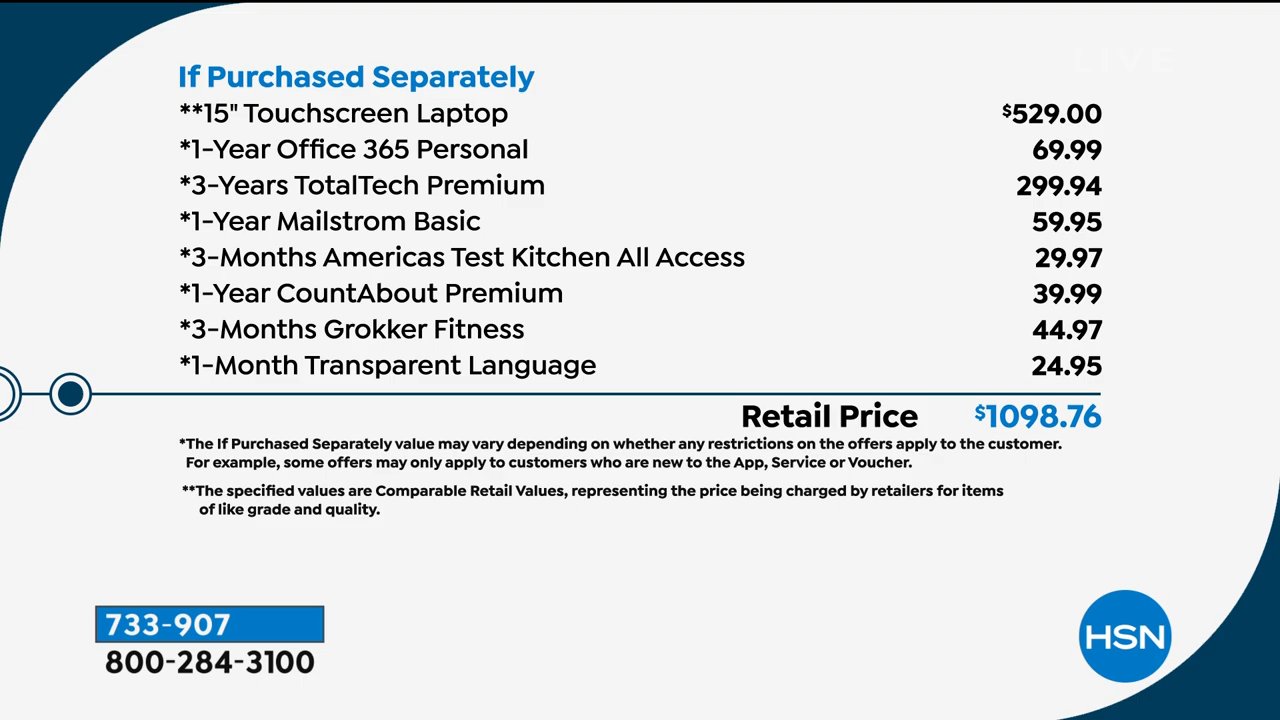 LIVE
If Purchased Separately
**15" Touchscreen Laptop $529.00
*1-Year Office 365 Personal 69.99
*3-Years TotalTech Premium 299.94
*1-Year Mailstrom Basic 59.95
*3-Months Americas Test Kitchen All Access 29.97
*1-Year CountAbout Premium 39.99
*3-Months Grokker Fitness 44.97
*1-Month Transparent Language 24.95
Retail Price $1098.76
*The If Purchased Separately value may vary depending on whether any restrictions on the offers apply to the customer.
For example, some offers may only apply to customers who are new to the App, Service or Voucher.
**The specified values are Comparable Retail Values, representing the price being charged by retailers for items
of like grade and quality.
733-907
800-284-3100
HSN